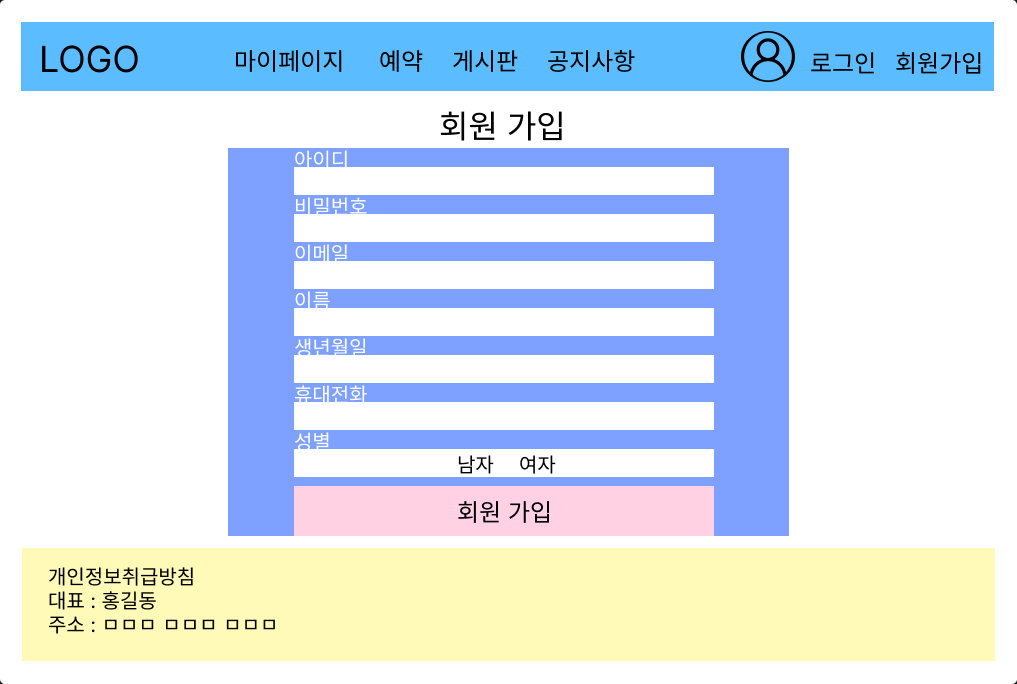 LOGO 마이페이지 예약 게시판 공지사항 로그인 회원가입
회원 가입
아이디
비밀번호
이메일
이름
생년월일
휴대전화
성별
남자 여자
회원 가입
개인정보취급방침
대표 : 홍길동
주소 : ㅁㅁㅁ ㅁㅁㅁ ㅁㅁㅁ